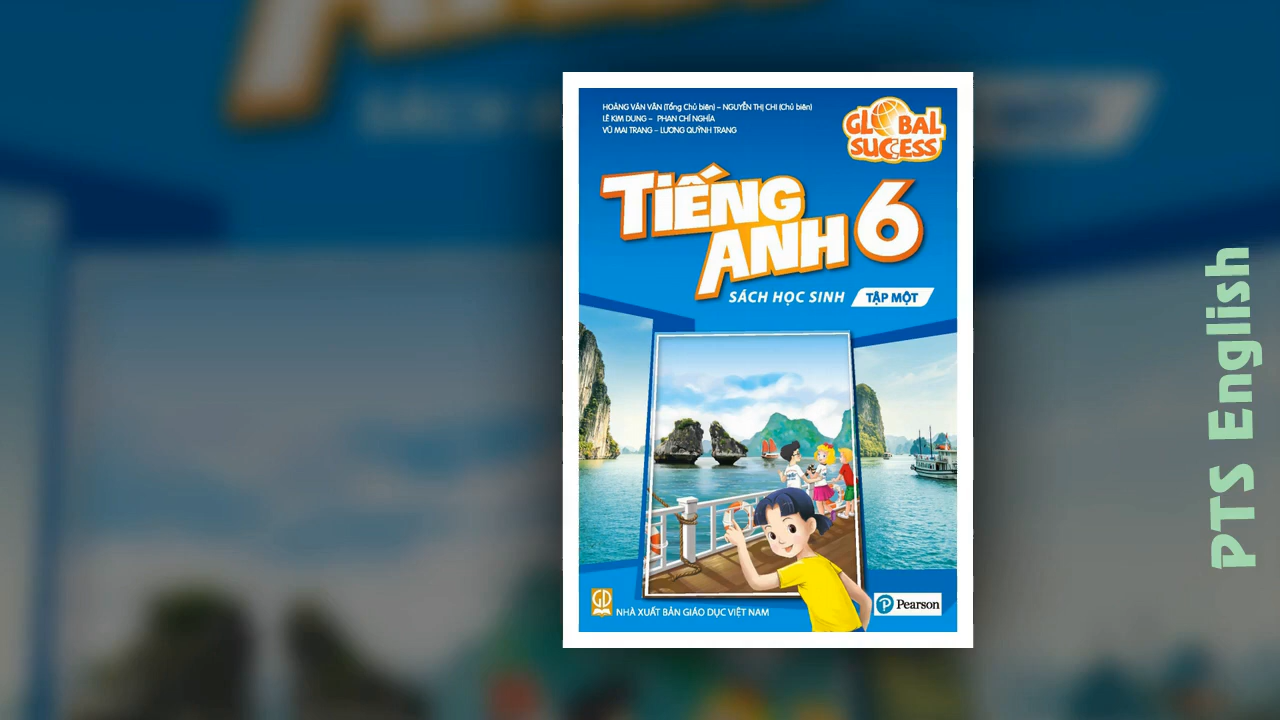 HOÀNG VĂN VÂN (Tổng Chủ biên) – NGUYỄN THỊ CHI (Chủ biên)
LÊ KIM DUNG – PHAN CHÍ NGHĨA
VŨ MAI TRANG – LƯƠNG QUỲNH TRANG
GLOBAL
SUCCESS
TIẾNG
ANH 6
SÁCH HỌC SINH TẬP MỘT
GD
NHÀ XUẤT BẢN GIÁO DỤC VIỆT NAM
Pearson
PTS English